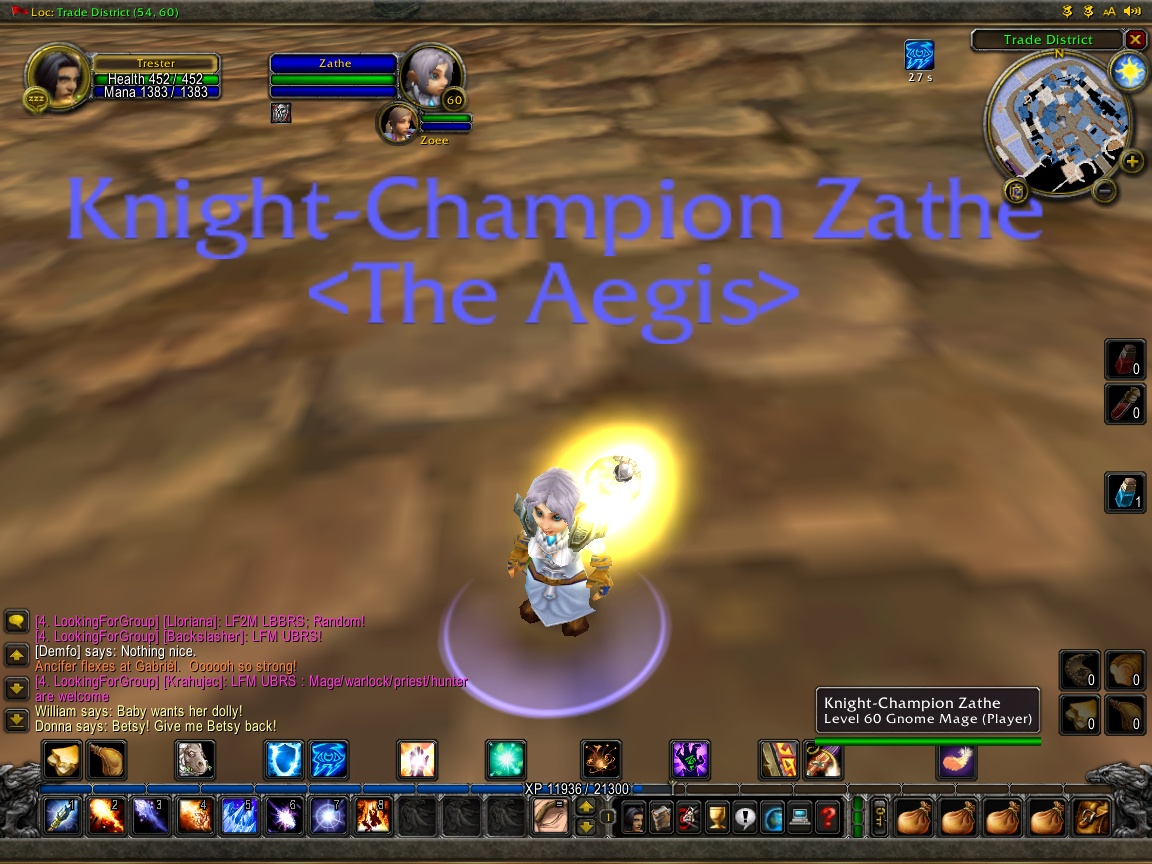 Loc: Trade District (54, 60)
Trade District
N
Trester
Health 452 / 452
Mana 1383 / 1383
zzz
Zathe
60
Zoee
27 s
Knight-Champion Zathe
<The Aegis>
0
0
1
[4. LookingForGroup] [Lloriana]: LF2M LBBRS; Random!
[4. LookingForGroup] [Backslasher]: LFM UBRS!
[Demfo] says: Nothing nice.
Ancifer flexes at Gabriél.  Oooooh so strong!
[4. LookingForGroup] [Krahujec]: LFM UBRS : Mage/warlock/priest/hunter
are welcome
William says: Baby wants her dolly!
Donna says: Betsy! Give me Betsy back!
0
0
0
0
Knight-Champion Zathe
Level 60 Gnome Mage (Player)
XP 11936 / 21300
1
2
3
4
5
6
7
8
=
1